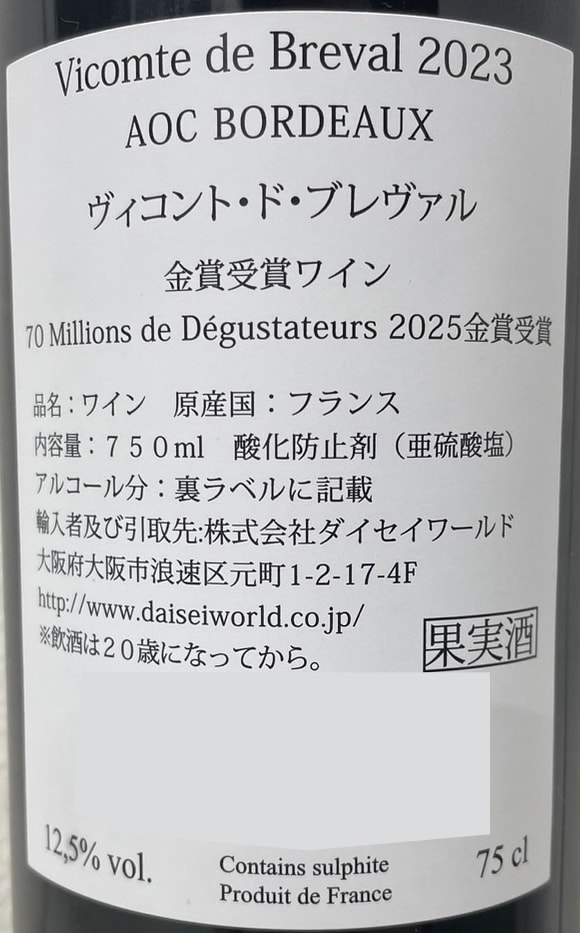 Vicomte de Breval 2023
AOC BORDEAUX
ヴィコント・ド・ブレヴァル
金賞受賞ワイン
70 Millions de Dégustateurs 2025金賞受賞
品名：ワイン　原産国：フランス
内容量：７５０ml　酸化防止剤（亜硫酸塩）
アルコール分：裏ラベルに記載
輸入者及び引取先:株式会社ダイセイワールド
大阪府大阪市浪速区元町1-2-17-4F
http://www.daiseiworld.co.jp/
※飲酒は２０歳になってから。
果実酒
12,5% vol.
Contains sulphite
Produit de France
75 cl